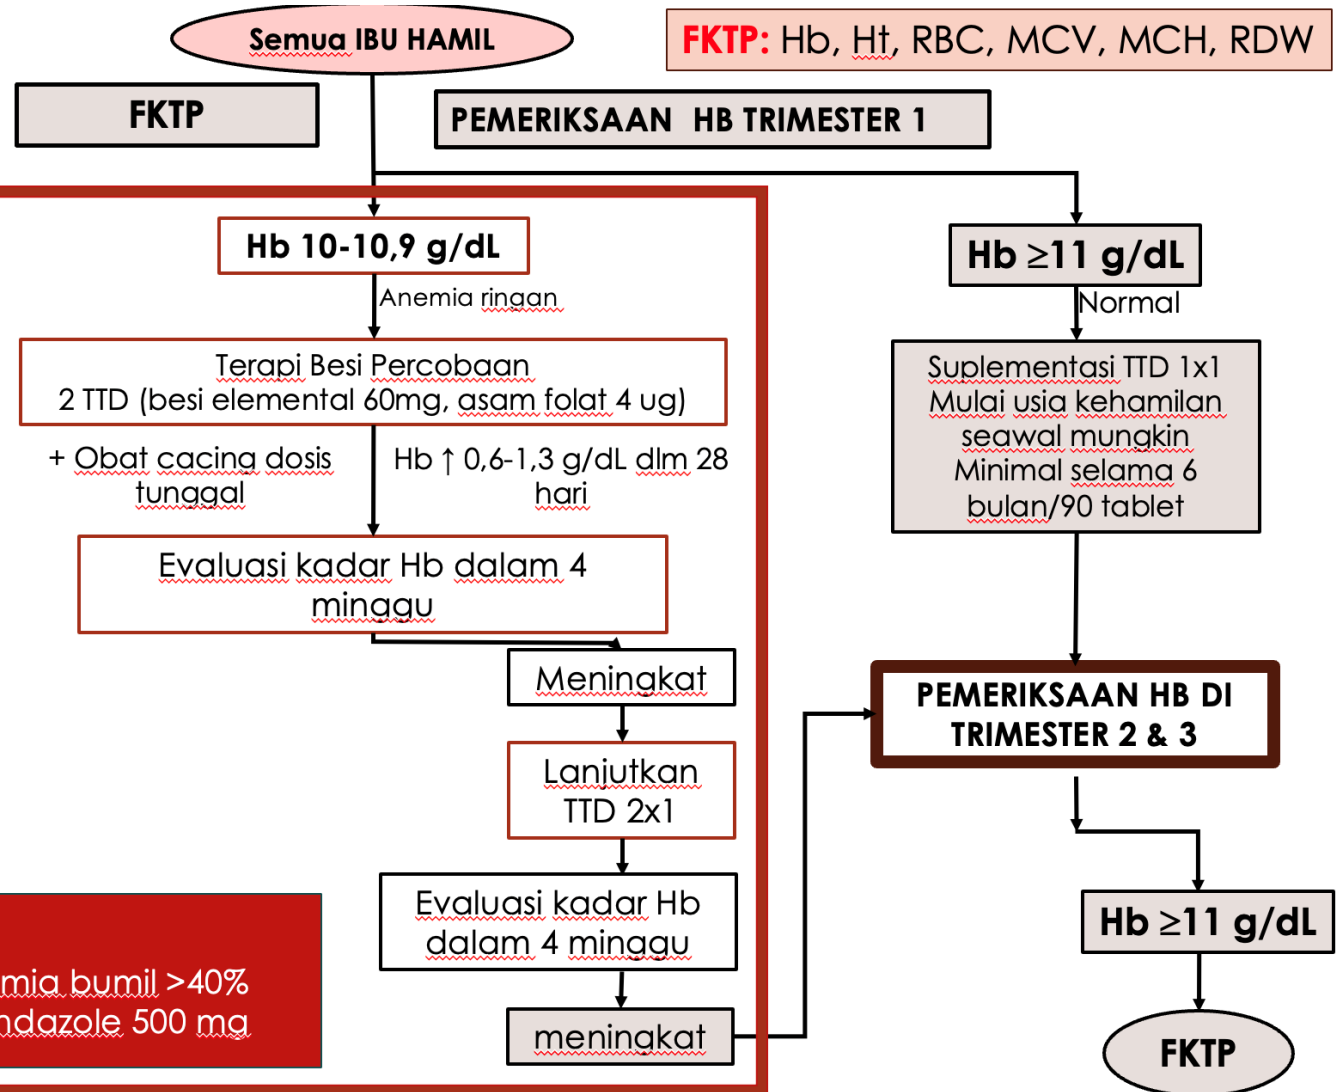 Semua IBU HAMIL
FKTP: Hb, Ht, RBC, MCV, MCH, RDW
FKTP
PEMERIKSAAN HB TRIMESTER 1
Hb 10-10,9 g/dL
Anemia ringan
Terapi Besi Percobaan
2 TTD (besi elemental 60mg, asam folat 4 ug)
+ Obat cacing dosis
tunggal
Hb ↑ 0,6-1,3 g/dL dlm 28
hari
Evaluasi kadar Hb dalam 4
minggu
Meningkat
Lanjutkan
TTD 2x1
Evaluasi kadar Hb
dalam 4 minggu
meningkat
Hb ≥11 g/dL
Normal
Suplementasi TTD 1x1
Mulai usia kehamilan
seawal mungkin
Minimal selama 6
bulan/90 tablet
PEMERIKSAAN HB DI
TRIMESTER 2 & 3
Hb ≥11 g/dL
FKTP
mia bumil >40%
ndazole 500 mg